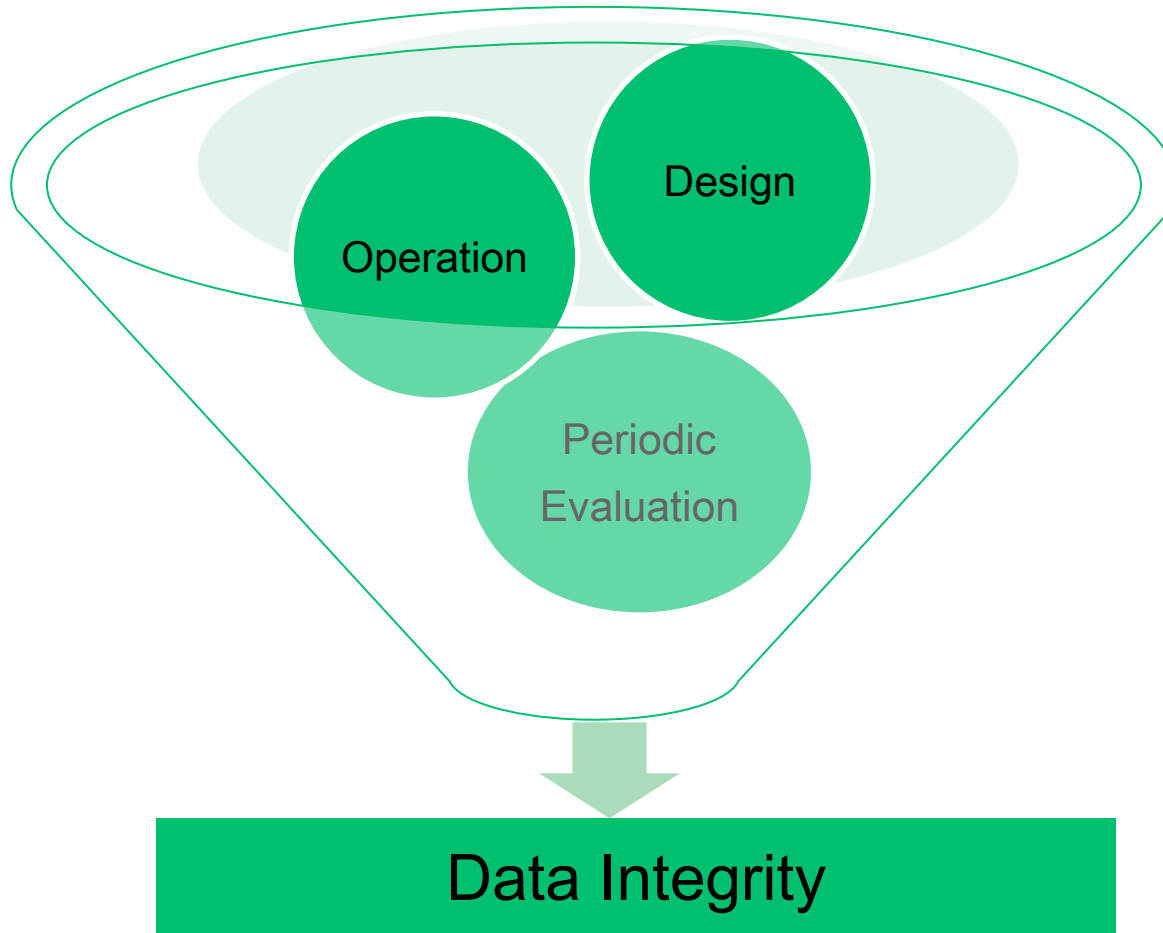 Design
Operation
Periodic
Evaluation
Data Integrity